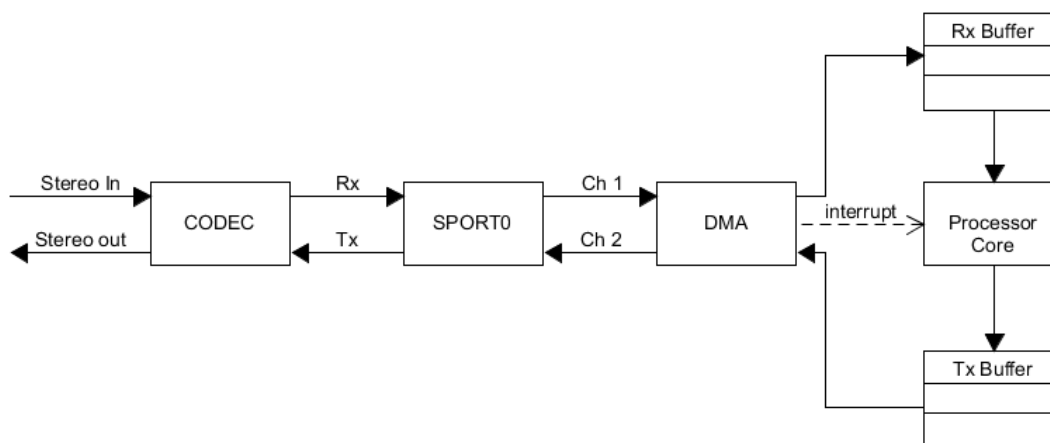 Rx Buffer
Stereo In
Rx
Ch 1
CODEC
SPORT0
DMA
interrupt
Processor
Core
Stereo out
Tx
Ch 2
Tx Buffer